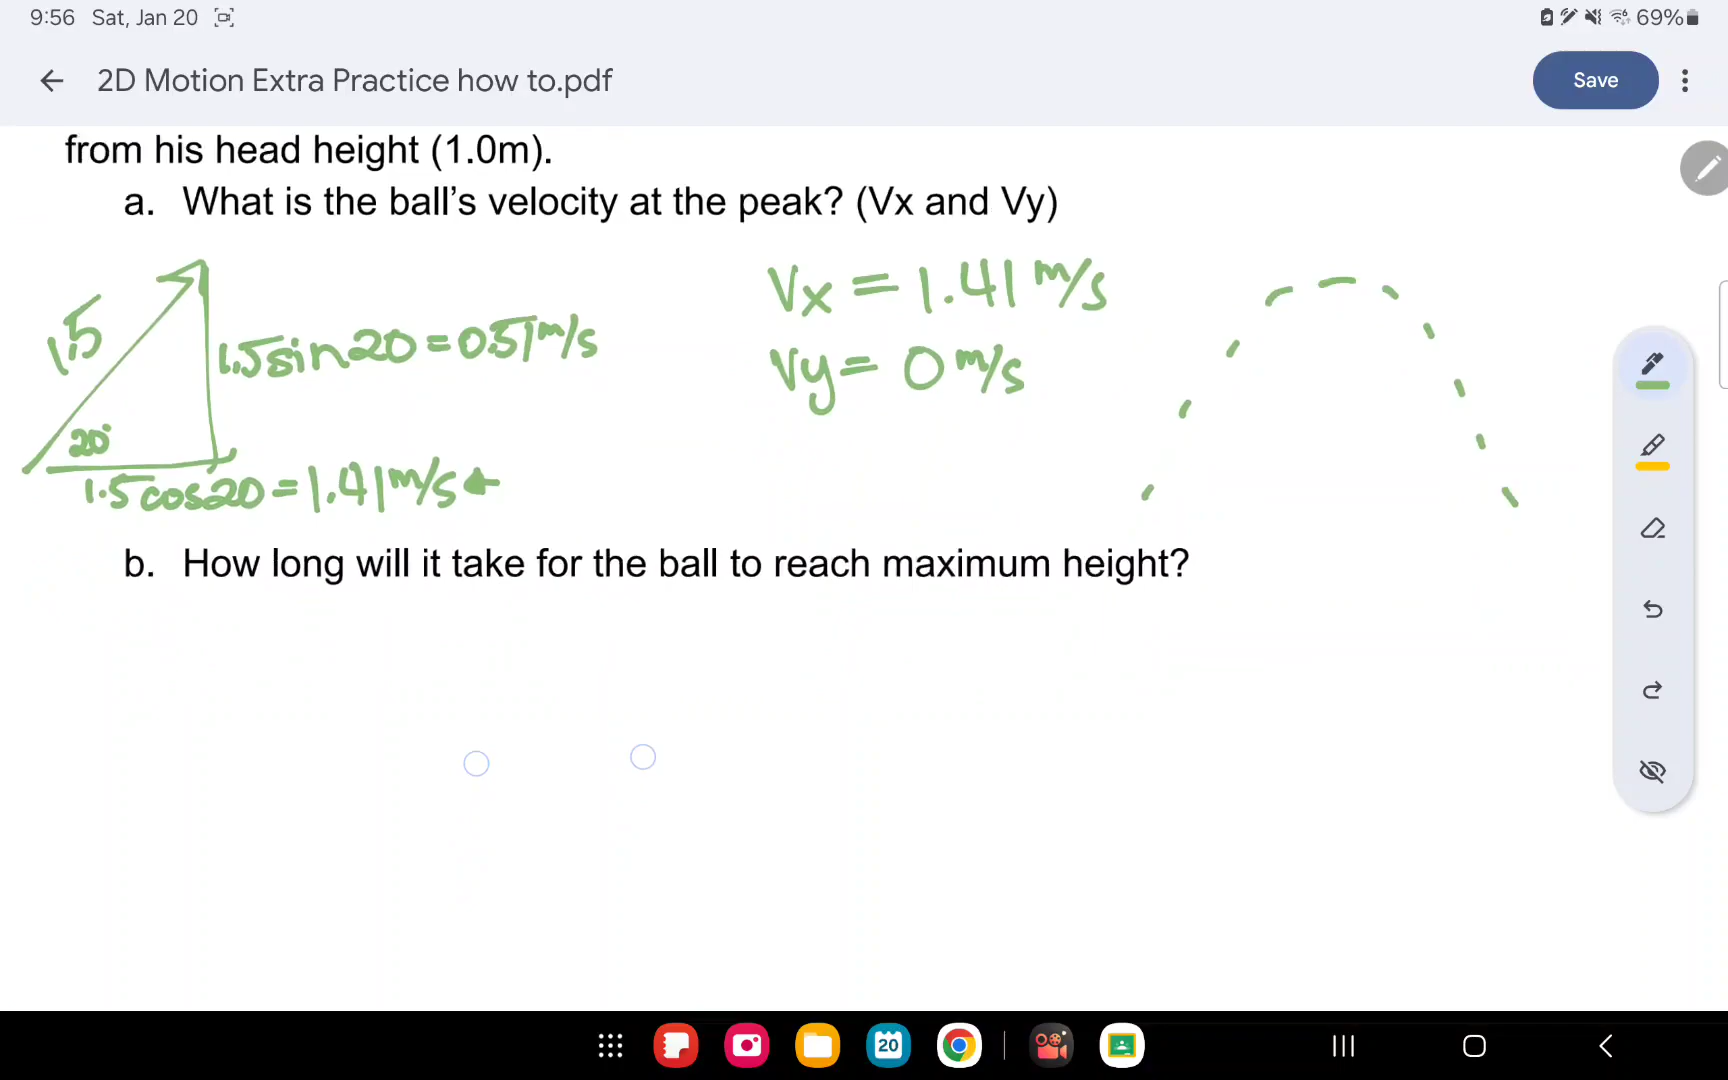 9:56 Sat, Jan 20 69%
2D Motion Extra Practice how to.pdf
Save
from his head height (1.0m).
a. What is the ball's velocity at the peak? (Vx and Vy)
1.5
1.5sin20=0.51m/s
20°
1.5cos20=1.41m/s
Vx = 1.41 m/s
Vy = 0 m/s
b. How long will it take for the ball to reach maximum height?
20